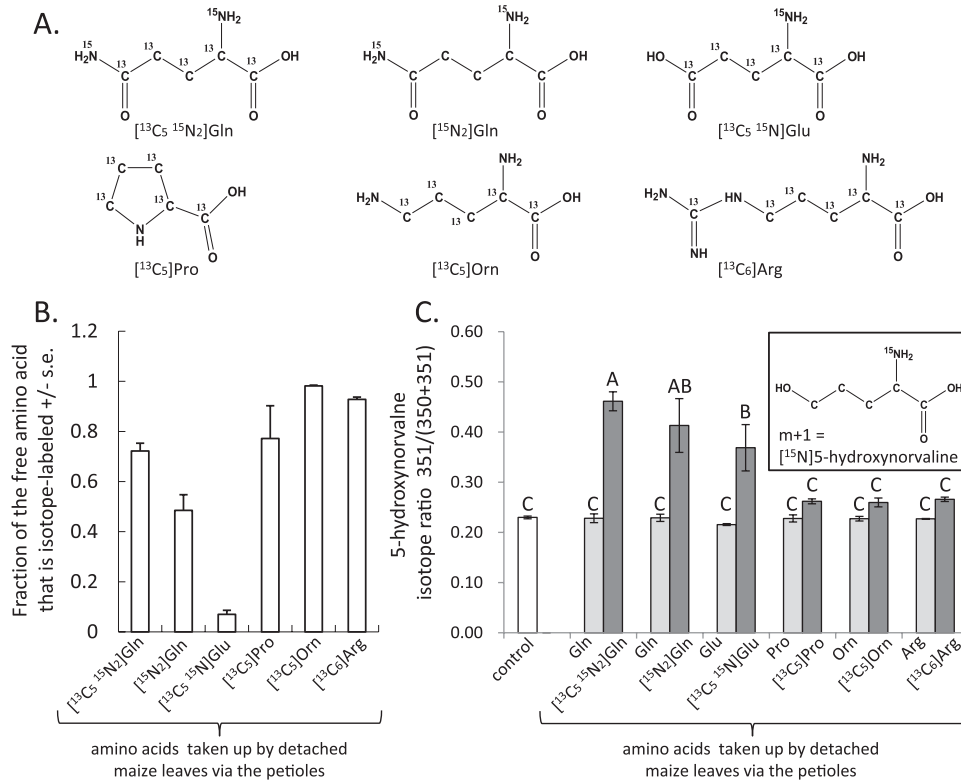 A.
15NH2
15
H2N
13
C
13
C
13
C
13
C
13
C
OH
O
O
[13C5 15N2]Gln
15NH2
15
H2N
C
C
C
C
C
OH
O
O
[15N2]Gln
15NH2
HO
13
C
13
C
13
C
13
C
13
C
OH
O
O
[13C5 15N]Glu
13
C
13
C
13
C
13
C
13
C
OH
N
H
O
[13C5]Pro
NH2
H2N
13
C
13
C
13
C
13
C
13
C
OH
O
[13C5]Orn
NH2
H2N
13
C
HN
13
C
13
C
13
C
13
C
13
C
OH
NH
O
[13C6]Arg
B.
Fraction of the free amino acid
that is isotope-labeled +/- s.e.
1.2
1
0.8
0.6
0.4
0.2
0
[13C5 15N2]Gln
[15N2]Gln
[13C5 15N]Glu
[13C5]Pro
[13C5]Orn
[13C6]Arg
amino acids taken up by detached
maize leaves via the petioles
C.
5-hydroxynorvalne
isotope ratio 351/(350+351)
0.60
0.50
0.40
0.30
0.20
0.10
0.00
C
C
A
C
AB
C
B
C
C
C
C
C
C
15NH2
HO
C
C
C
C
C
OH
O
m+1 =
[15N]5-hydroxynorvaline
control
Gln
[13C5 15N2]Gln
Gln
[15N2]Gln
Glu
[13C5 15N]Glu
Pro
[13C5]Pro
Orn
[13C5]Orn
Arg
[13C6]Arg
amino acids taken up by detached
maize leaves via the petioles